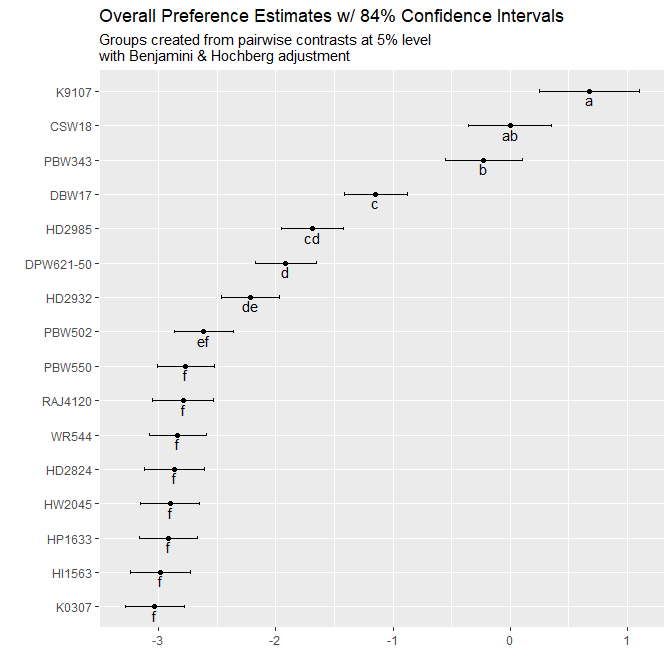 Overall Preference Estimates w/ 84% Confidence Intervals
Groups created from pairwise contrasts at 5% level
with Benjamini & Hochberg adjustment
K9107
a
CSW18
ab
PBW343
b
DBW17
c
HD2985
cd
DPW621-50
d
HD2932
de
PBW502
ef
PBW550
f
RAJ4120
f
WR544
f
HD2824
f
HW2045
f
HP1633
f
HI1563
f
K0307
f
-3 -2 -1 0 1